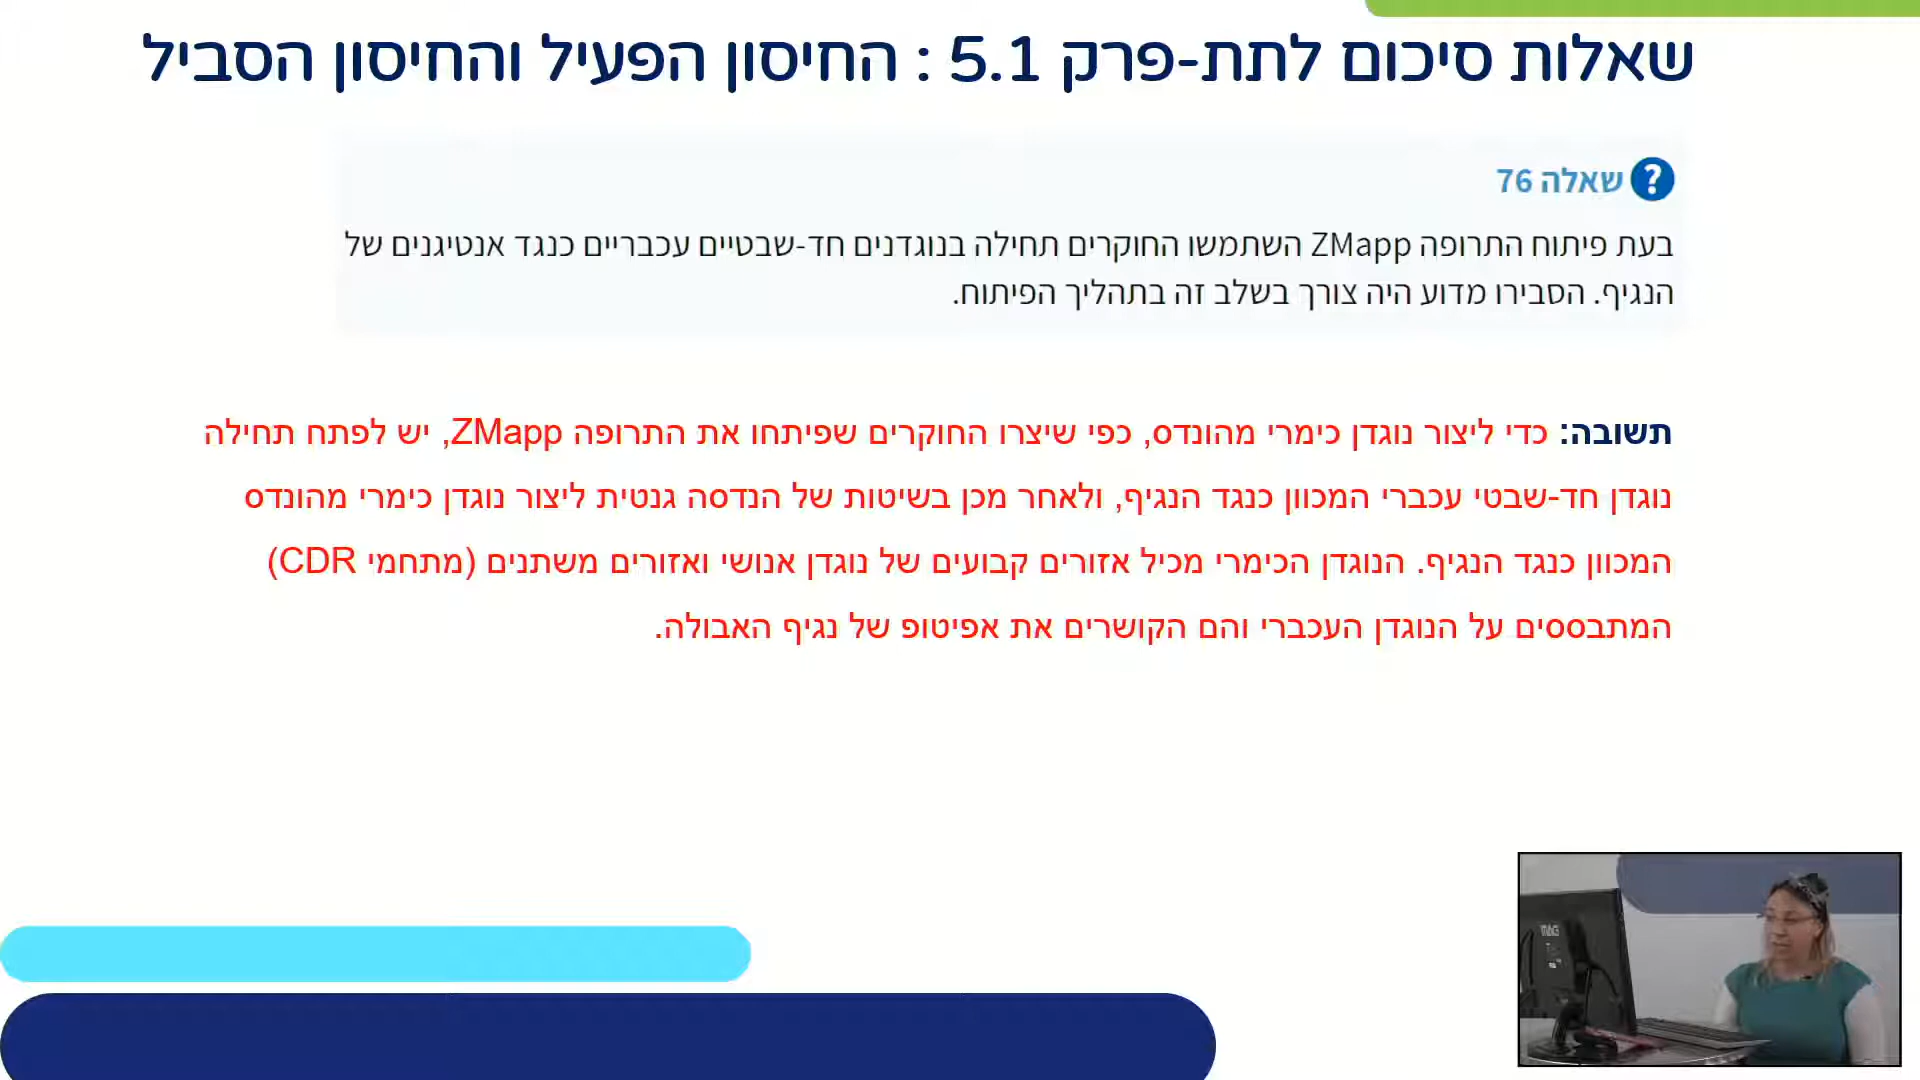 שאלות סיכום לתת-פרק 5.1 : החיסון הפעיל והחיסון הסביל
? שאלה 76
בעת פיתוח התרופה ZMapp השתמשו החוקרים תחילה בנוגדנים חד-שבטיים עכבריים כנגד אנטיגנים של
הנגיף. הסבירו מדוע היה צורך בשלב זה בתהליך הפיתוח.
תשובה: כדי ליצור נוגדן כימרי מהונדס, כפי שיצרו החוקרים שפיתחו את התרופה ZMapp, יש לפתח תחילה
נוגדן חד-שבטי עכברי המכוון כנגד הנגיף, ולאחר מכן בשיטות של הנדסה גנטית ליצור נוגדן כימרי מהונדס
המכוון כנגד הנגיף. הנוגדן הכימרי מכיל אזורים קבועים של נוגדן אנושי ואזורים משתנים (מתחמי CDR)
המתבססים על הנוגדן העכברי והם הקושרים את אפיטופ של נגיף האבולה.
MAG